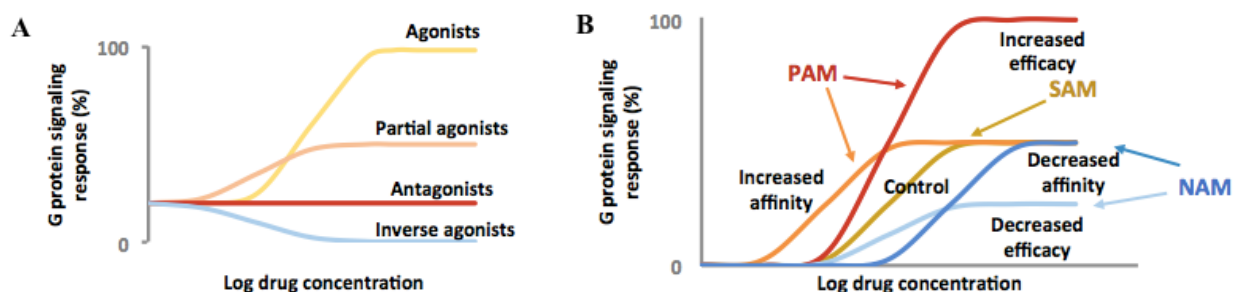 A
G protein signaling
response (%)
100
0
Agonists
Partial agonists
Antagonists
Inverse agonists
Log drug concentration
B
G protein signaling
response (%)
100
0
PAM
Increased
efficacy
SAM
Increased
affinity
Control
Decreased
affinity
NAM
Decreased
efficacy
Log drug concentration